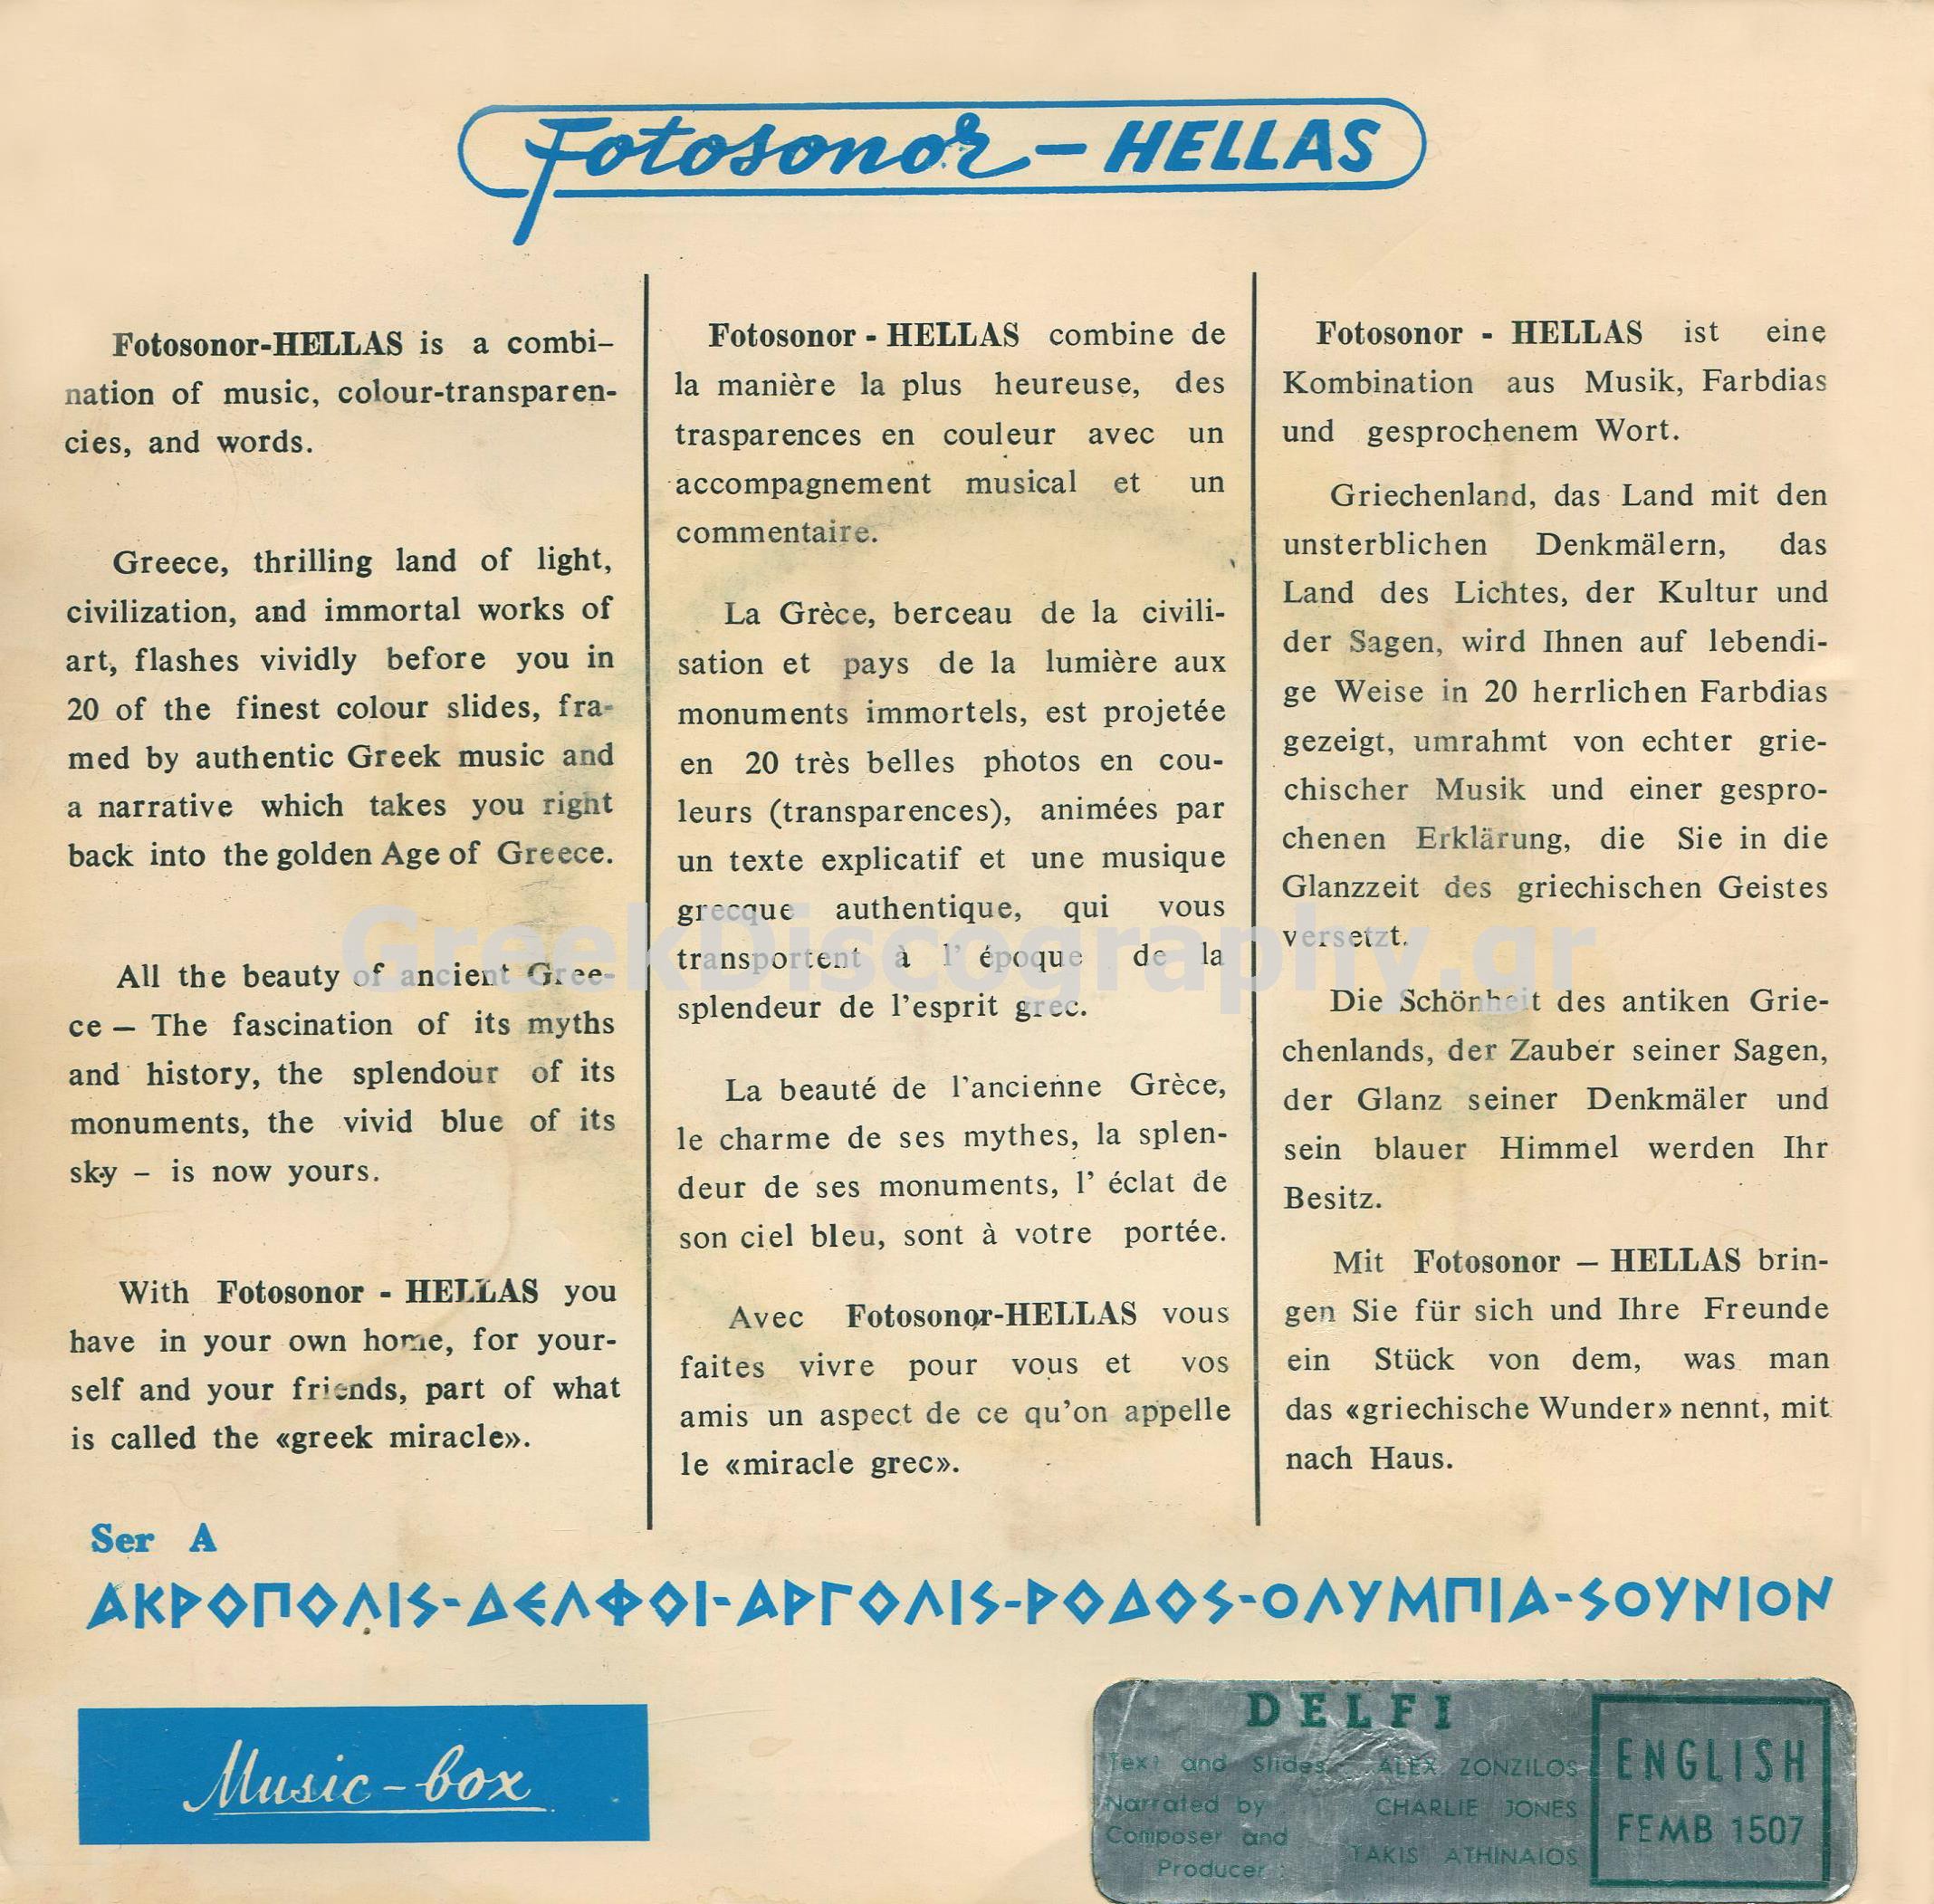 Fotosonor - HELLAS
Fotosonor-HELLAS is a combi-
nation of music, colour-transparen-
cies, and words.
Greece, thrilling land of light,
civilization, and immortal works of
art, flashes vividly before you in
20 of the finest colour slides, fra-
med by authentic Greek music and
a narrative which takes you right
back into the golden Age of Greece.
All the beauty of ancient Gree-
ce – The fascination of its myths
and history, the splendour of its
monuments, the vivid blue of its
sky – is now yours.
With Fotosonor - HELLAS you
have in your own home, for your-
self and your friends, part of what
is called the «greek miracle».
Fotosonor - HELLAS combine de
la manière la plus heureuse, des
trasparences en couleur avec un
accompagnement musical et un
commentaire.
La Grèce, berceau de la civili-
sation et pays de la lumière aux
monuments immortels, est projetée
en 20 très belles photos en cou-
leurs (transparences), animées par
un texte explicatif et une musique
grecque authentique, qui vous
transportent à l' époque de la
splendeur de l'esprit grec.
La beauté de l'ancienne Grèce,
le charme de ses mythes, la splen-
deur de ses monuments, l' éclat de
son ciel bleu, sont à votre portée.
Avec Fotosonor-HELLAS vous
faites vivre pour vous et vos
amis un aspect de ce qu'on appelle
le «miracle grec».
Fotosonor - HELLAS ist eine
Kombination aus Musik, Farbdias
und gesprochenem Wort.
Griechenland, das Land mit den
unsterblichen Denkmälern, das
Land des Lichtes, der Kultur und
der Sagen, wird Ihnen auf lebendi-
ge Weise in 20 herrlichen Farbdias
gezeigt, umrahmt von echter grie-
chischer Musik und einer gespro-
chenen Erklärung, die Sie in die
Glanzzeit des griechischen Geistes
versetzt.
Die Schönheit des antiken Grie-
chenlands, der Zauber seiner Sagen,
der Glanz seiner Denkmäler und
sein blauer Himmel werden Ihr
Besitz.
Mit Fotosonor – HELLAS brin-
gen Sie für sich und Ihre Freunde
ein Stück von dem, was man
das «griechische Wunder» nennt, mit
nach Haus.
GreekDiscography.gr
Ser A
ΑΚΡΟΠΟΛΙS-ΔΕΛΦΟΙ-ΑΡΓΟΛΙS-ΡΟΔΟS-ΟΛΥΜΠΙΑ-SΟΥΝΙΟΝ
Music-box
DELFI
Text and Slides ALEX ZONZILOS
Narrated by CHARLIE JONES
Composer and
Producer : TAKIS ATHINAIOS
ENGLISH
FEMB 1507